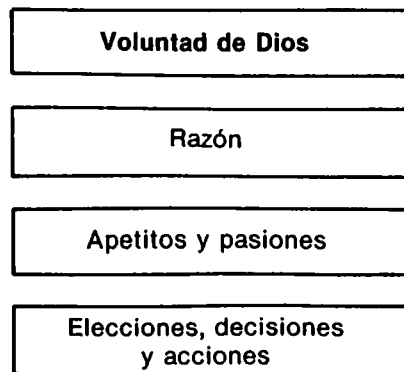 Voluntad de Dios
Razón
Apetitos y pasiones
Elecciones, decisiones
y acciones